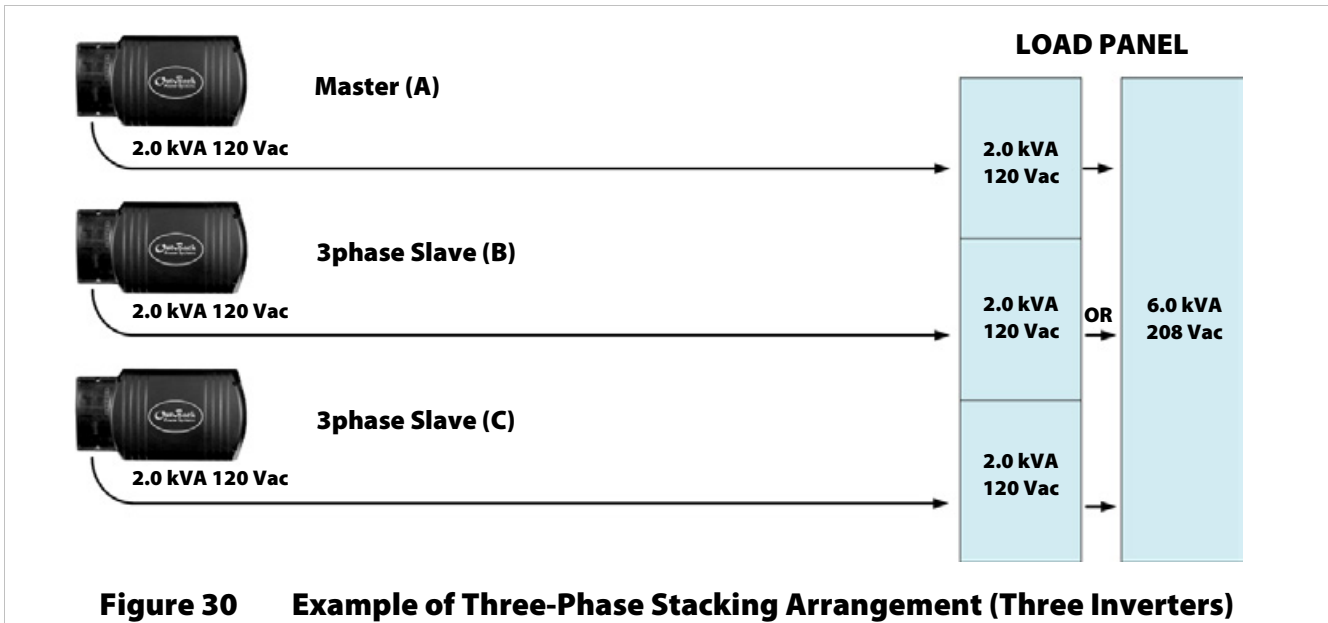 LOAD PANEL
Master (A)
2.0 kVA 120 Vac
2.0 kVA
120 Vac
3phase Slave (B)
2.0 kVA 120 Vac
2.0 kVA
120 Vac
OR
6.0 kVA
208 Vac
3phase Slave (C)
2.0 kVA 120 Vac
2.0 kVA
120 Vac
Figure 30 Example of Three-Phase Stacking Arrangement (Three Inverters)